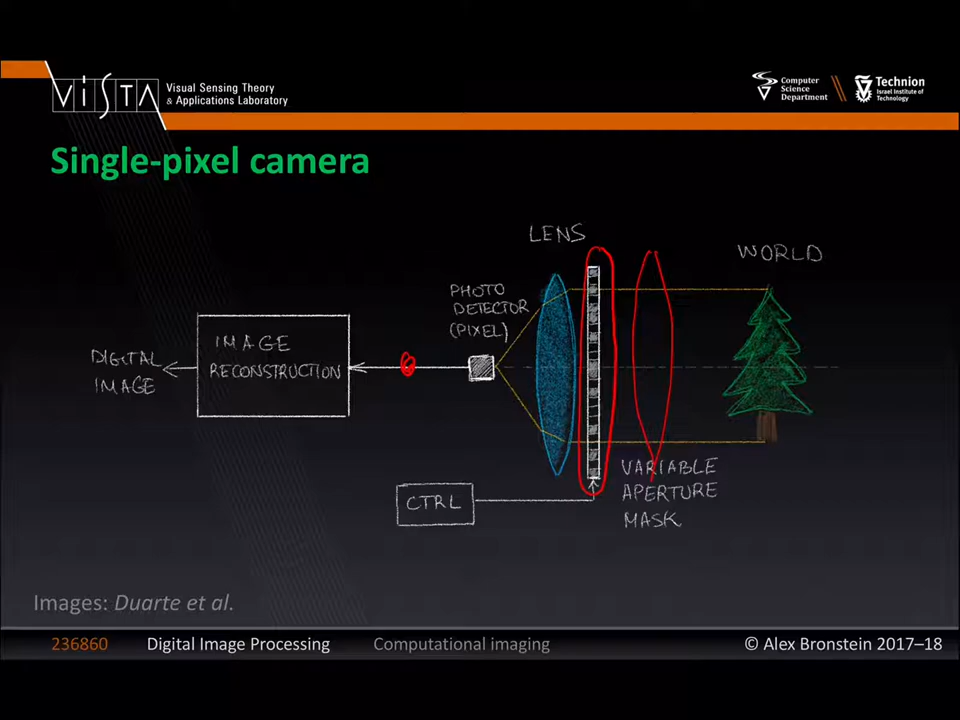 ViSTA
Visual Sensing Theory
& Applications Laboratory
Computer
Science
Department
Technion
Israel Institute of
Technology
Single-pixel camera
LENS
WORLD
PHOTO
DETECTOR
(PIXEL)
IMAGE
RECONSTRUCTION
DIGITAL
IMAGE
VARIABLE
APERTURE
MASK
CTRL
Images: Duarte et al.
236860 Digital Image Processing Computational imaging © Alex Bronstein 2017–18